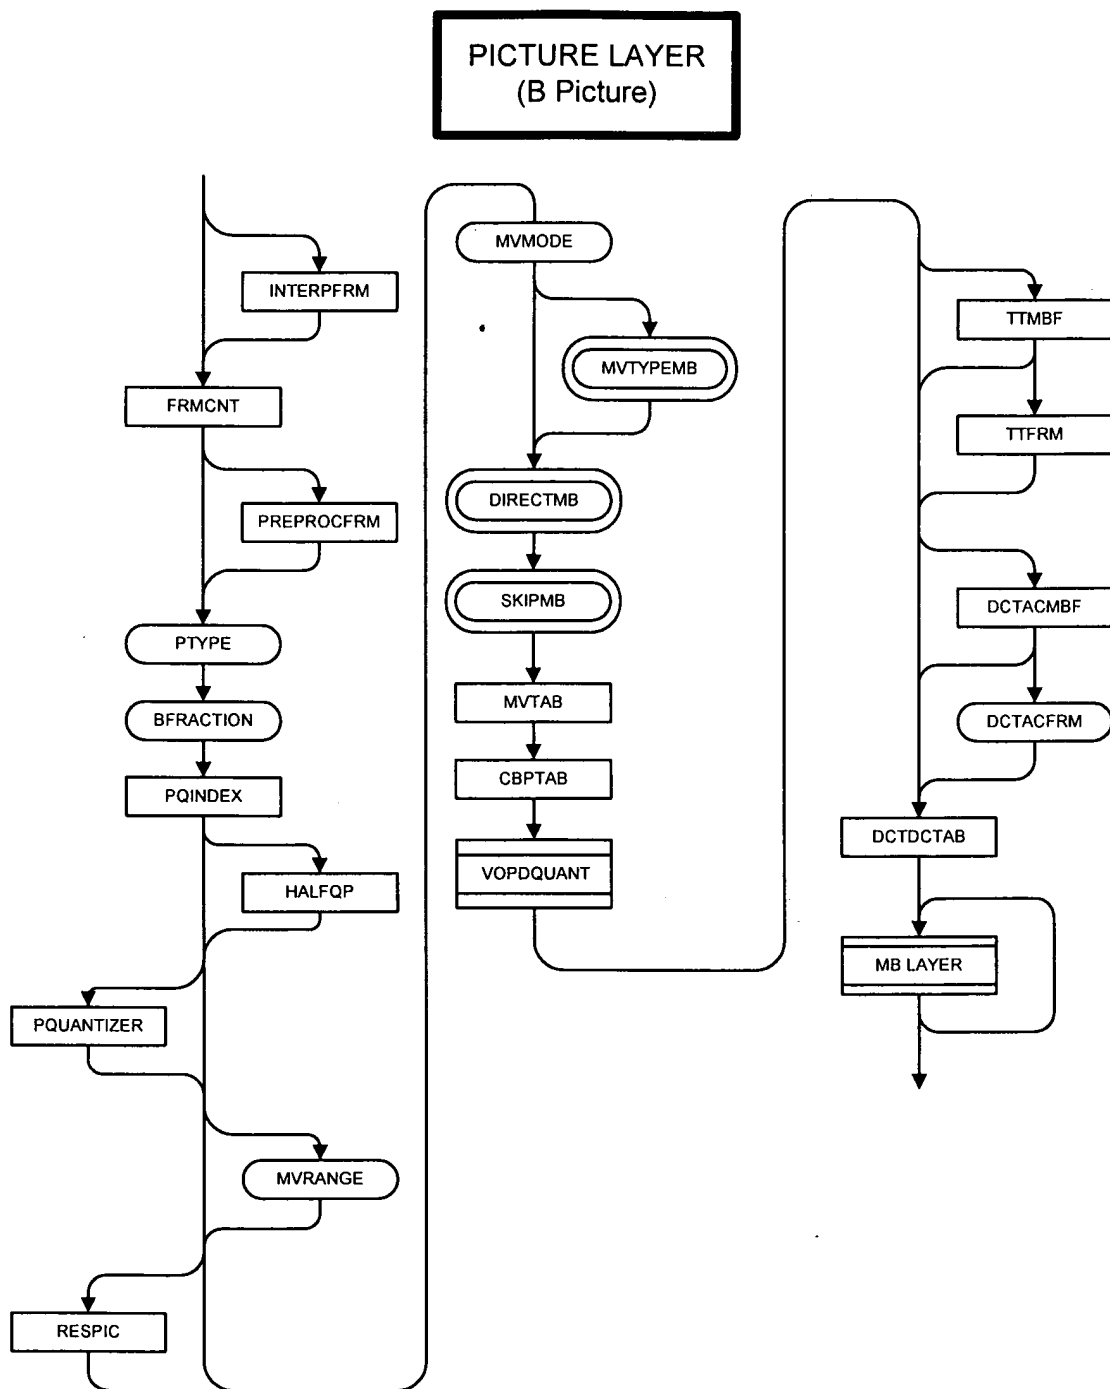 PICTURE LAYER
(B Picture)
INTERPFRM
FRMCNT
PREPROCFRM
PTYPE
BFRACTION
PQINDEX
HALFQP
PQUANTIZER
MVRANGE
RESPIC
MVMODE
MVTYPEMB
DIRECTMB
SKIPMB
MVTAB
CBPTAB
VOPDQUANT
TTMBF
TTFRM
DCTACMBF
DCTACFRM
DCTDCTAB
MB LAYER